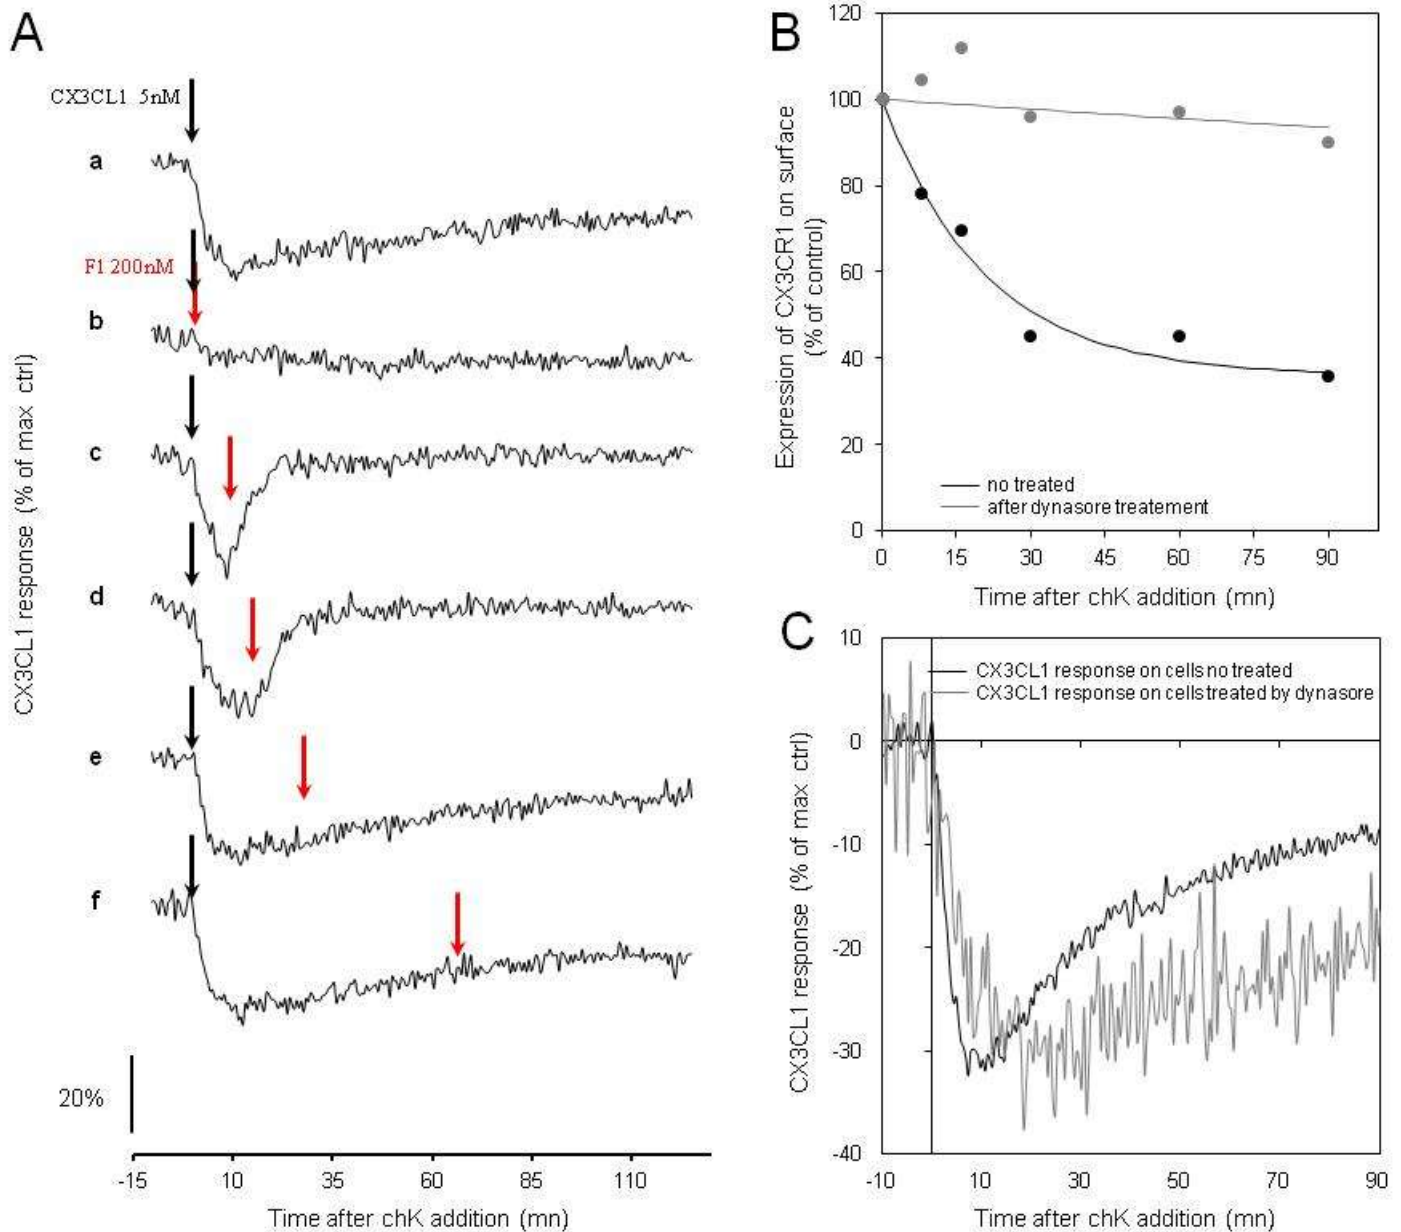 A
CX3CL1 5nM
a
F1 200nM
b
c
d
e
f
CX3CL1 response (% of max ctrl)
20%
-15 10 35 60 85 110
Time after chK addition (mn)
B
120
100
80
60
40
20
0
Expression of CX3CR1 on surface
(% of control)
no treated
after dynasore treatement
0 15 30 45 60 75 90
Time after chK addition (mn)
C
10
0
-10
-20
-30
-40
CX3CL1 response (% of max ctrl)
CX3CL1 response on cells no treated
CX3CL1 response on cells treated by dynasore
-10 10 30 50 70 90
Time after chK addition (mn)